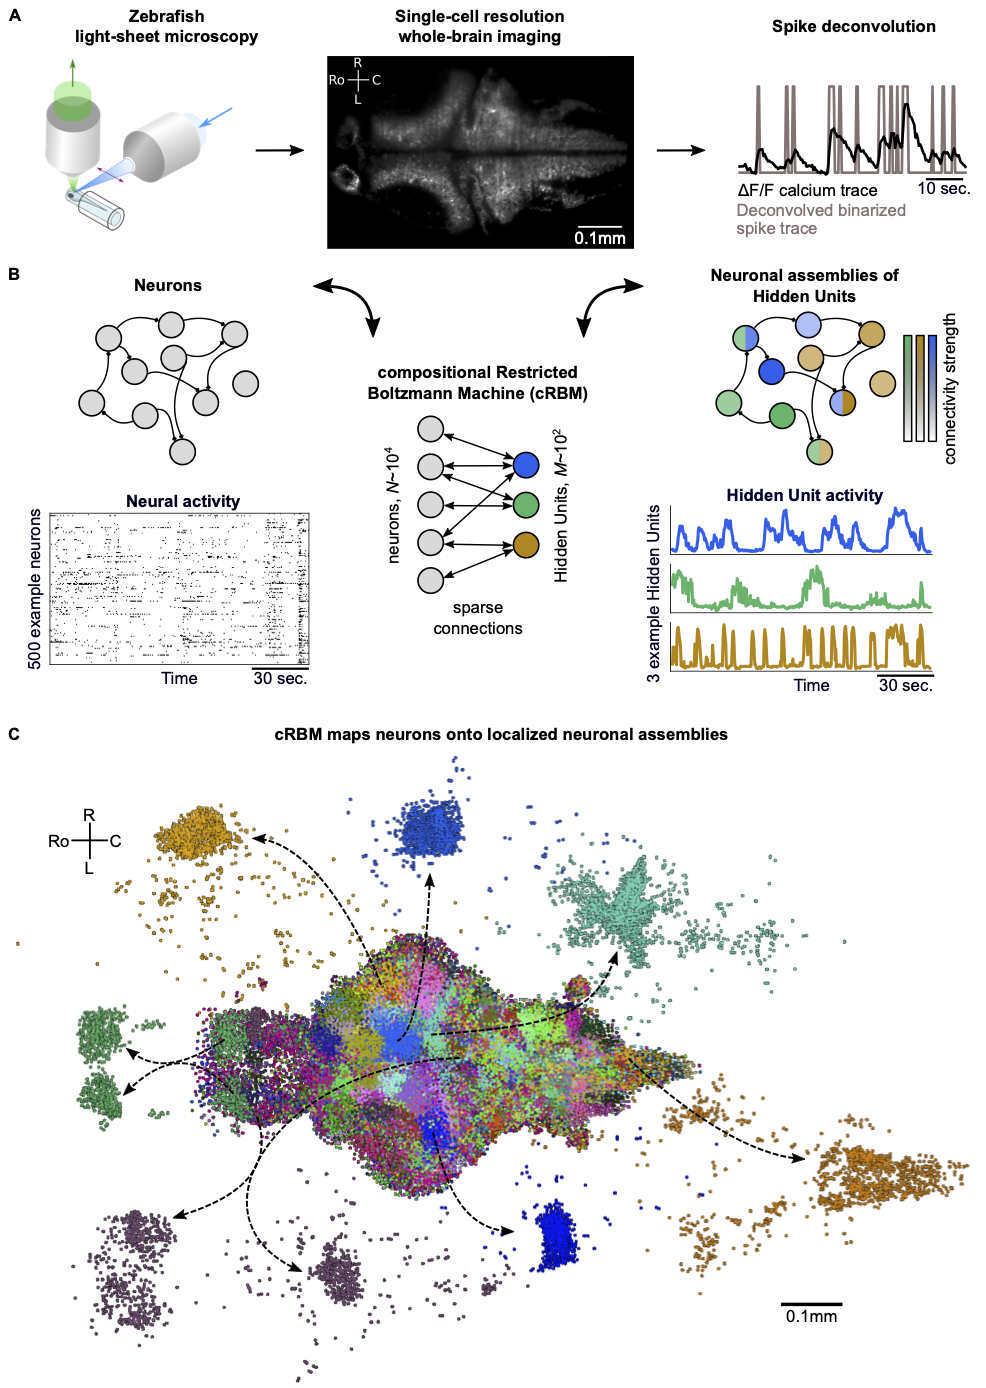 A
Zebrafish
light-sheet microscopy
Single-cell resolution
whole-brain imaging
Spike deconvolution
R
Ro
C
L
0.1mm
ΔF/F calcium trace
10 sec.
Deconvolved binarized
spike trace
B
Neurons
Neuronal assemblies of
Hidden Units
connectivity strength
compositional Restricted
Boltzmann Machine (cRBM)
neurons, N~10⁴
Hidden Units, M~10²
sparse
connections
Neural activity
500 example neurons
Time
30 sec.
Hidden Unit activity
3 example Hidden Units
Time
30 sec.
C
cRBM maps neurons onto localized neuronal assemblies
R
Ro
C
L
0.1mm